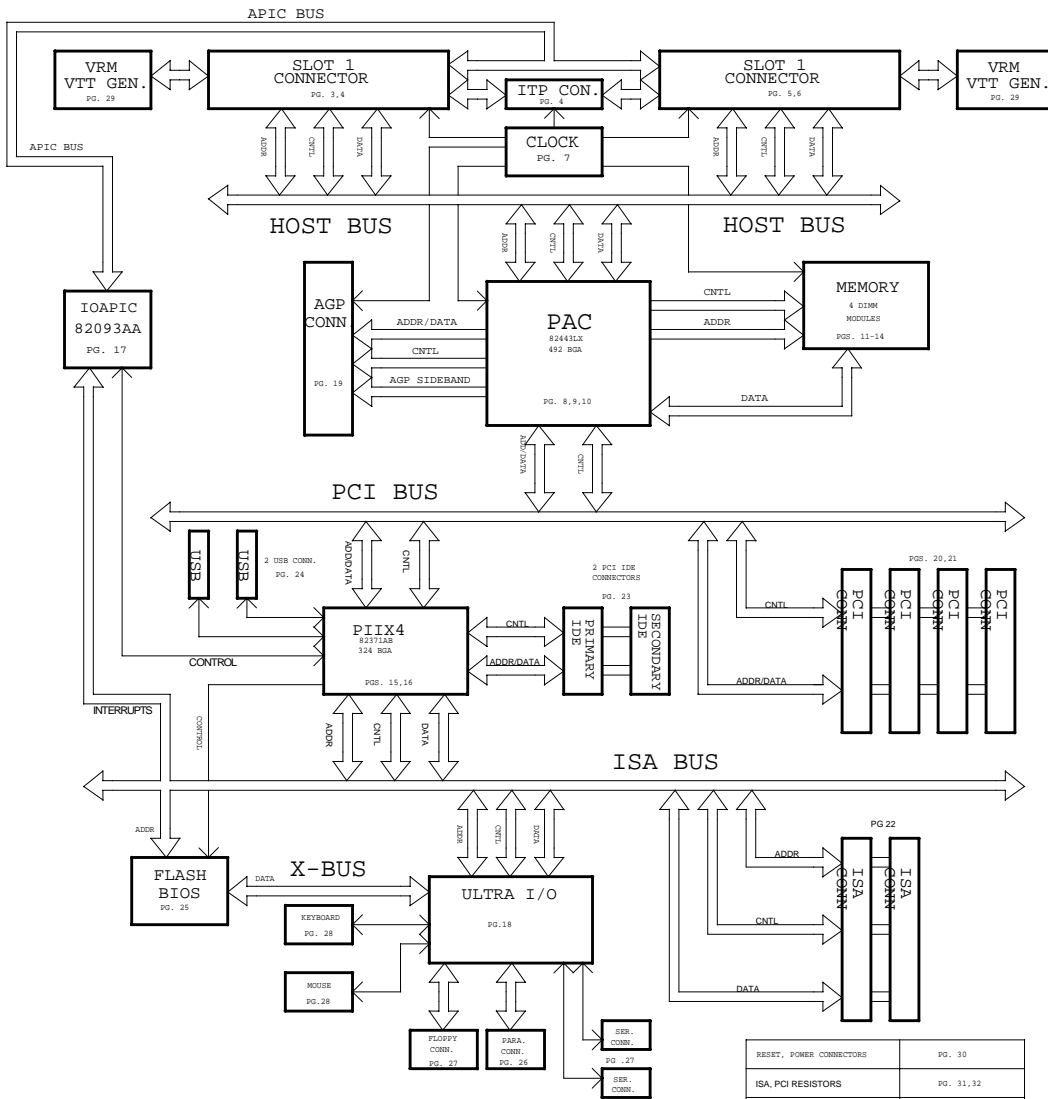 APIC BUS
VRM
VTT GEN.
PG. 29
SLOT 1
CONNECTOR
PG. 3,4
ITP CON.
PG. 4
SLOT 1
CONNECTOR
PG. 5,6
VRM
VTT GEN.
PG. 29
CLOCK
PG. 7
APIC BUS
ADDR
CNTL
DATA
ADDR
CNTL
DATA
HOST BUS
HOST BUS
ADDR
CNTL
DATA
IOAPIC
82093AA
PG. 17
AGP
CONN
PG. 19
ADDR/DATA
CNTL
AGP SIDEBAND
PAC
82443LX
492 BGA
PG. 8,9,10
CNTL
ADDR
DATA
MEMORY
4 DIMM
MODULES
PGS. 11-14
ADD/DATA
CNTL
PCI BUS
USB
USB
2 USB CONN.
PG. 24
ADD/DATA
CNTL
2 PCI IDE
CONNECTORS
PG. 23
PGS. 20,21
PIIX4
82371AB
324 BGA
PGS. 15,16
CNTL
ADDR/DATA
PRIMARY
IDE
SECONDARY
IDE
CNTL
ADDR/DATA
PCI
CONN
PCI
CONN
PCI
CONN
PCI
CONN
CONTROL
INTERRUPTS
CONTROL
ADDR
CNTL
DATA
ISA BUS
ADDR
ADDR
CNTL
DATA
PG 22
ADDR
CNTL
DATA
ISA
CONN
ISA
CONN
X-BUS
FLASH
BIOS
PG. 25
DATA
ULTRA I/O
PG.18
KEYBOARD
PG. 28
MOUSE
PG.28
FLOPPY
CONN.
PG. 27
PARA.
CONN.
PG. 26
SER.
CONN.
PG .27
SER.
CONN.
RESET, POWER CONNECTORS PG. 30
ISA, PCI RESISTORS PG. 31,32